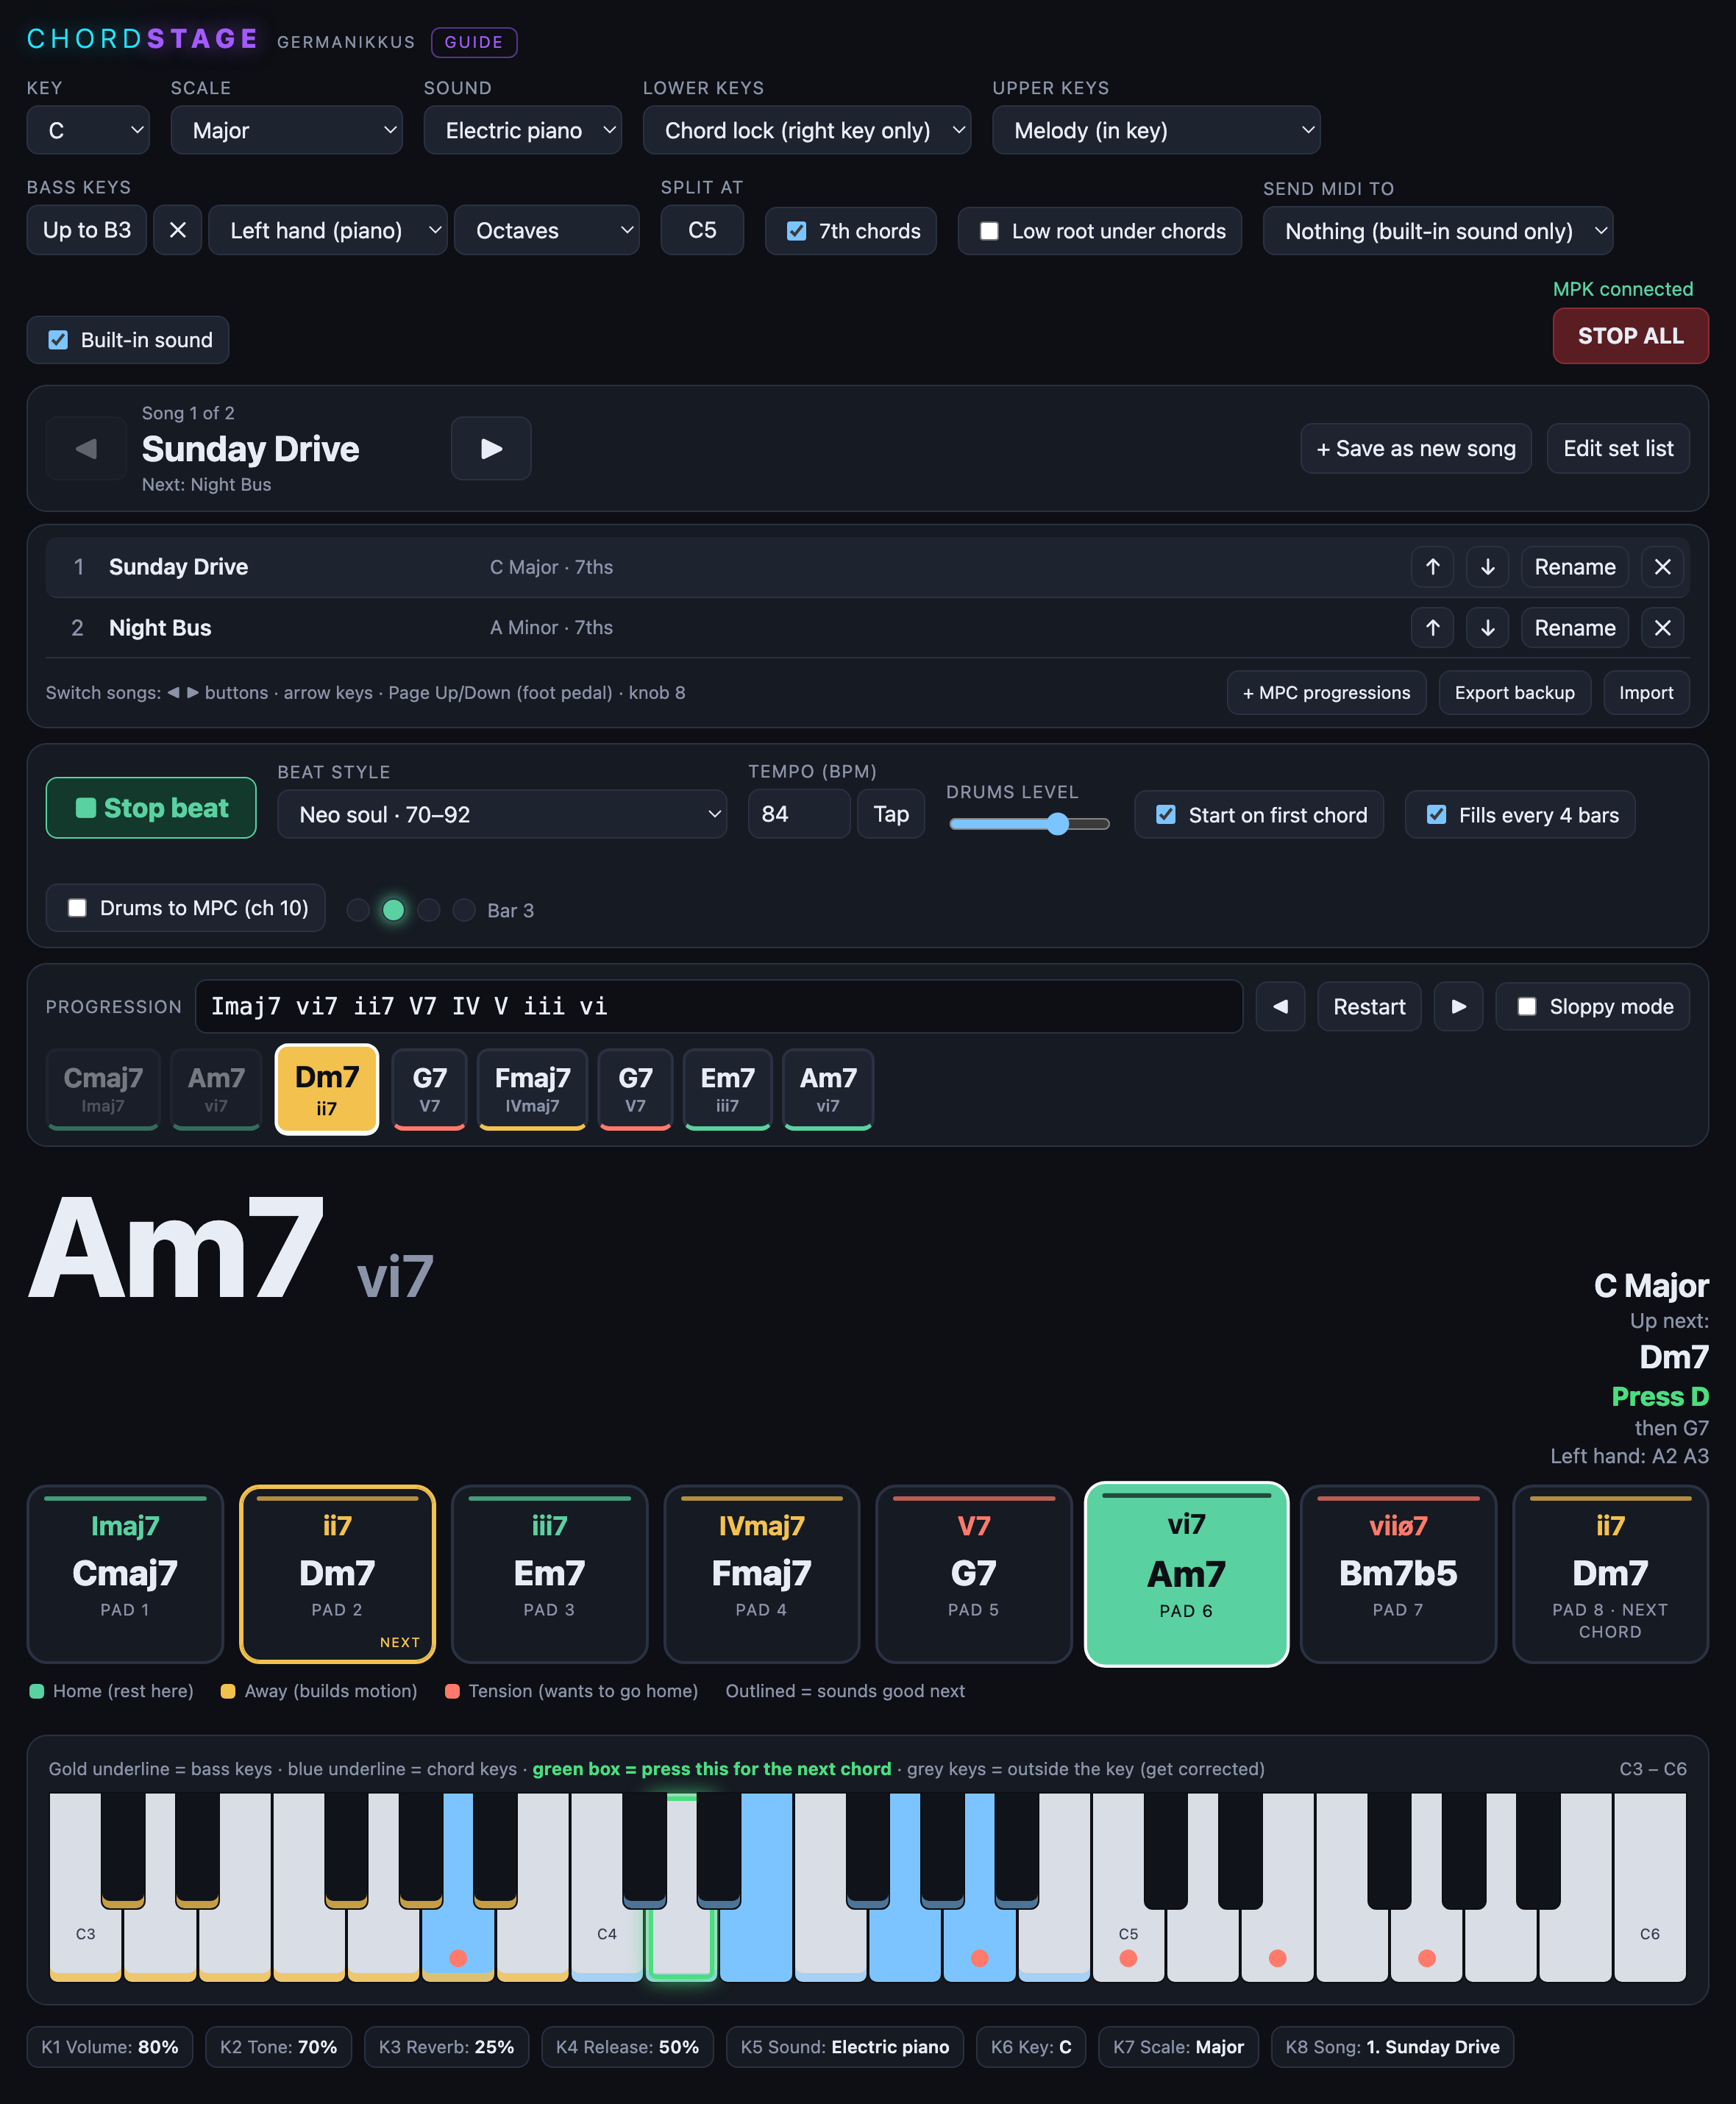 CHORDSTAGE GERMANIKKUS GUIDE
KEY SCALE SOUND LOWER KEYS UPPER KEYS
C Major Electric piano Chord lock (right key only) Melody (in key)
BASS KEYS SPLIT AT SEND MIDI TO
Up to B3 ✕ Left hand (piano) Octaves C5 7th chords Low root under chords Nothing (built-in sound only)
MPK connected
Built-in sound STOP ALL
Song 1 of 2
◀ Sunday Drive ▶ + Save as new song Edit set list
Next: Night Bus
1 Sunday Drive C Major · 7ths ↑ ↓ Rename ✕
2 Night Bus A Minor · 7ths ↑ ↓ Rename ✕
Switch songs: ◀ ▶ buttons · arrow keys · Page Up/Down (foot pedal) · knob 8 + MPC progressions Export backup Import
BEAT STYLE TEMPO (BPM) DRUMS LEVEL
■ Stop beat Neo soul · 70–92 84 Tap Start on first chord Fills every 4 bars
Drums to MPC (ch 10) Bar 3
PROGRESSION Imaj7 vi7 ii7 V7 IV V iii vi ◀ Restart ▶ Sloppy mode
Cmaj7 Am7 Dm7 G7 Fmaj7 G7 Em7 Am7
Imaj7 vi7 ii7 V7 IVmaj7 V7 iii7 vi7
Am7 vi7
C Major
Up next:
Dm7
Press D
then G7
Left hand: A2 A3
Imaj7 ii7 iii7 IVmaj7 V7 vi7 viiø7 ii7
Cmaj7 Dm7 Em7 Fmaj7 G7 Am7 Bm7b5 Dm7
PAD 1 PAD 2 PAD 3 PAD 4 PAD 5 PAD 6 PAD 7 PAD 8 · NEXT
CHORD
NEXT
Home (rest here) Away (builds motion) Tension (wants to go home) Outlined = sounds good next
Gold underline = bass keys · blue underline = chord keys · green box = press this for the next chord · grey keys = outside the key (get corrected) C3 – C6
C3 C4 C5 C6
K1 Volume: 80% K2 Tone: 70% K3 Reverb: 25% K4 Release: 50% K5 Sound: Electric piano K6 Key: C K7 Scale: Major K8 Song: 1. Sunday Drive